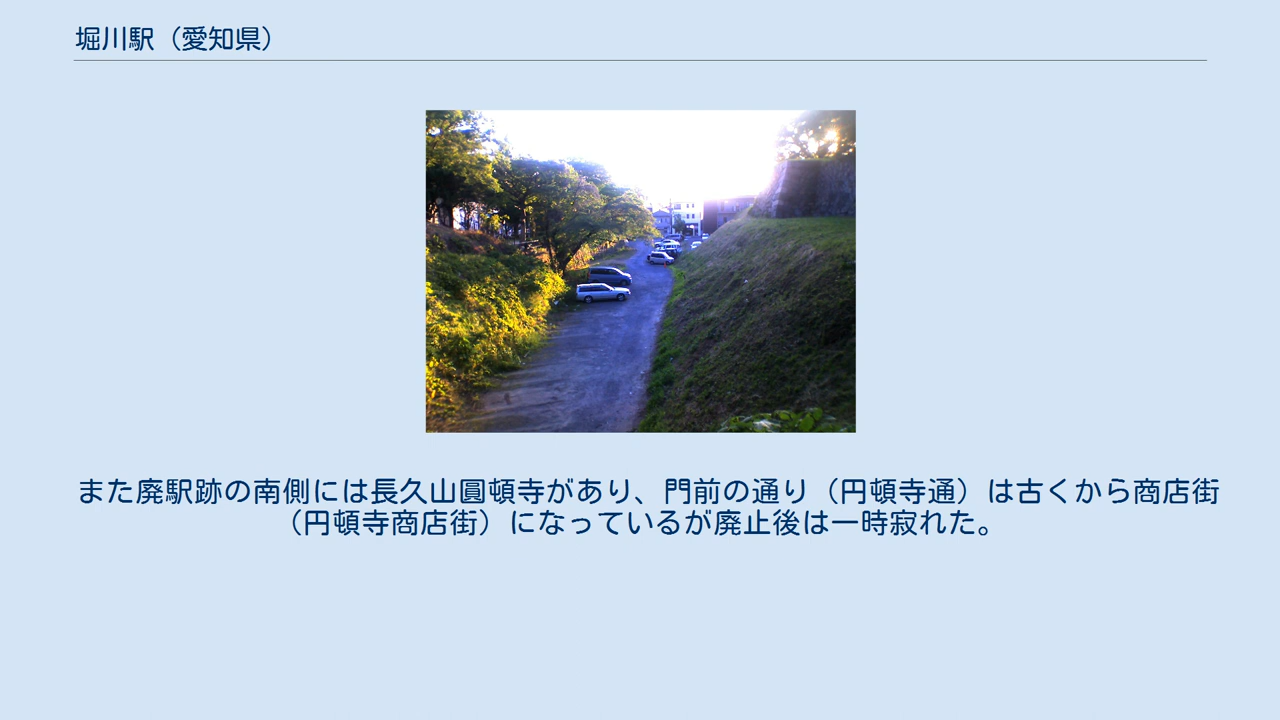 堀川駅（愛知県）
また廃駅跡の南側には長久山圓頓寺があり、門前の通り（円頓寺通）は古くから商店街
（円頓寺商店街）になっているが廃止後は一時寂れた。